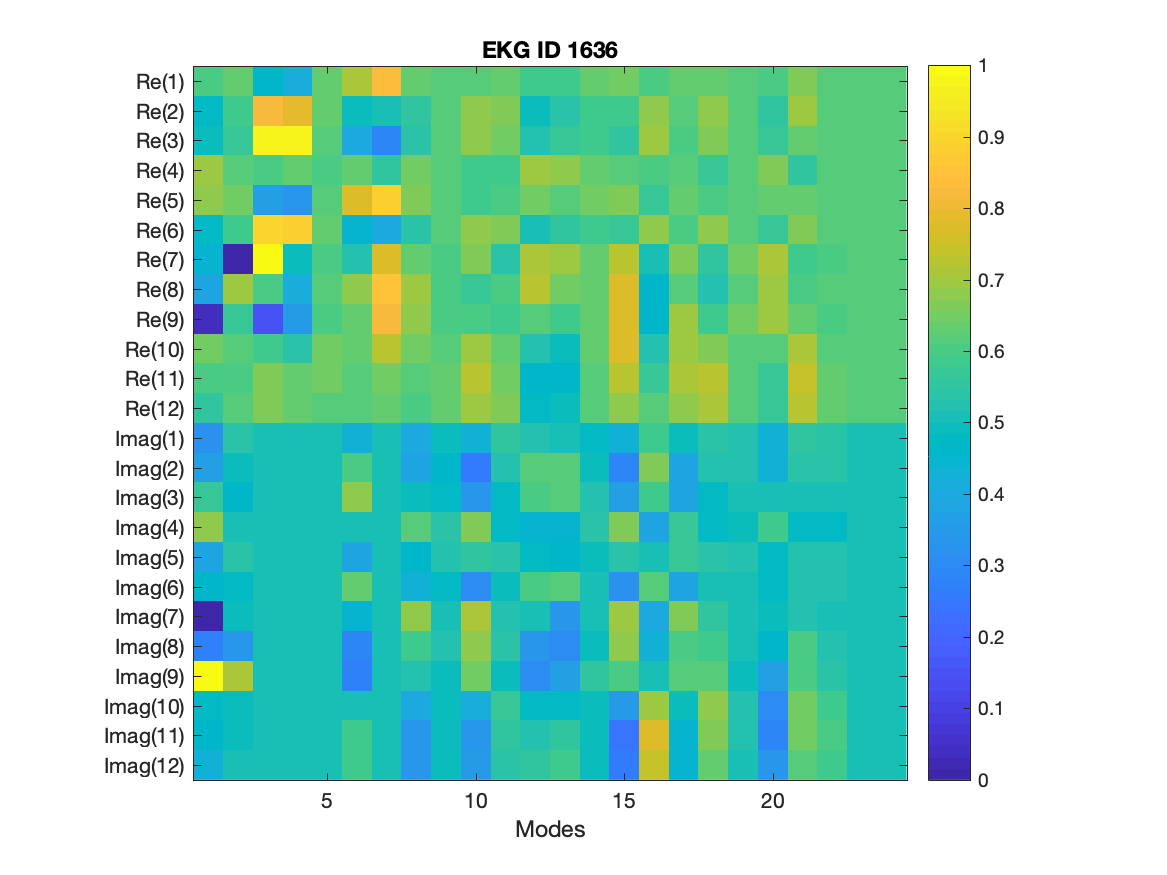 EKG ID 1636
Re(1)
Re(2)
Re(3)
Re(4)
Re(5)
Re(6)
Re(7)
Re(8)
Re(9)
Re(10)
Re(11)
Re(12)
Imag(1)
Imag(2)
Imag(3)
Imag(4)
Imag(5)
Imag(6)
Imag(7)
Imag(8)
Imag(9)
Imag(10)
Imag(11)
Imag(12)
5 10 15 20
Modes
1
0.9
0.8
0.7
0.6
0.5
0.4
0.3
0.2
0.1
0